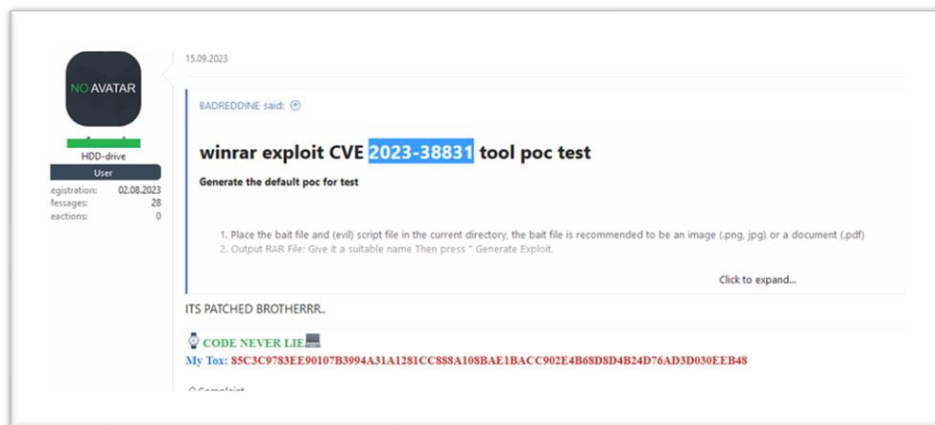 15.09.2023
NO AVATAR
BADREDDINE said:
HDD-drive
User
egistration: 02.08.2023
Messages: 28
eactions: 0
winrar exploit CVE 2023-38831 tool poc test
Generate the default poc for test
1. Place the bait file and (evil) script file in the current directory, the bait file is recommended to be an image (.png, .jpg) or a document (.pdf)
2. Output RAR File: Give it a suitable name Then press " Generate Exploit.
Click to expand...
ITS PATCHED BROTHERRR..
CODE NEVER LIE
My Tox: 85C3C9783EE90107B3994A31A1281CC888A108BAE1BACC902E4B68D8D4B24D76AD3D030EEB48